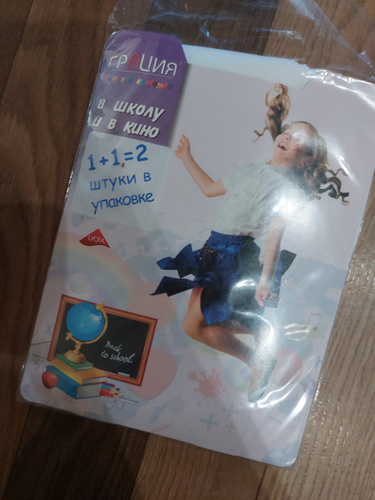 ГРАЦИЯ
В ШКОЛУ
И В КИНО
1+1=2
ШТУКИ В
УПАКОВКЕ
Back
to school